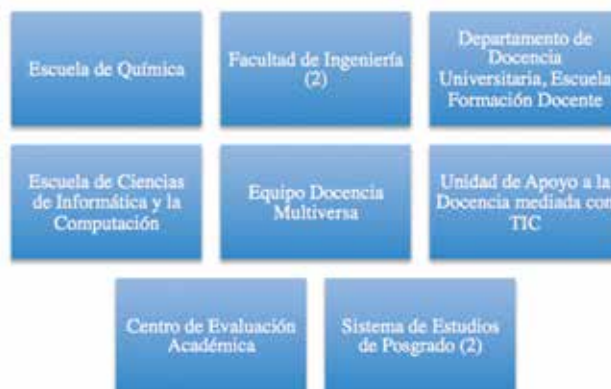 Escuela de Química
Facultad de Ingeniería
(2)
Departamento de
Docencia
Universitaria, Escuela
Formación Docente
Escuela de Ciencias
de Informática y la
Computación
Equipo Docencia
Multiversa
Unidad de Apoyo a la
Docencia mediada con
TIC
Centro de Evaluación
Académica
Sistema de Estudios
de Posgrado (2)